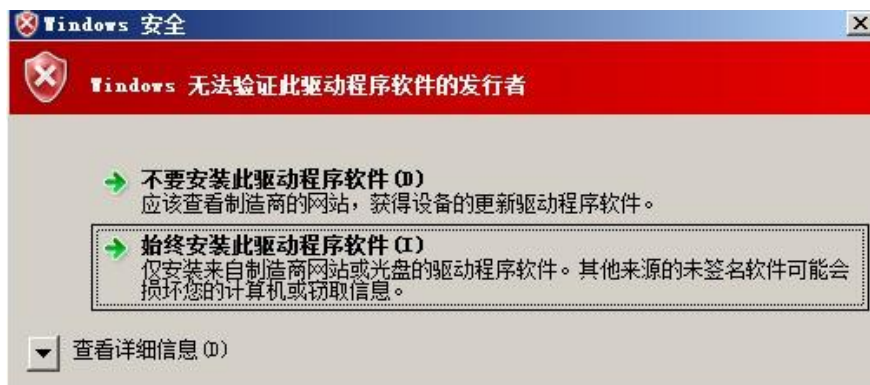 Windows 安全
Windows 无法验证此驱动程序软件的发行者
不要安装此驱动程序软件(D)
应该查看制造商的网站，获得设备的更新驱动程序软件。
始终安装此驱动程序软件(I)
仅安装来自制造商网站或光盘的驱动程序软件。其他来源的未签名软件可能会
损坏您的计算机或窃取信息。
查看详细信息(D)